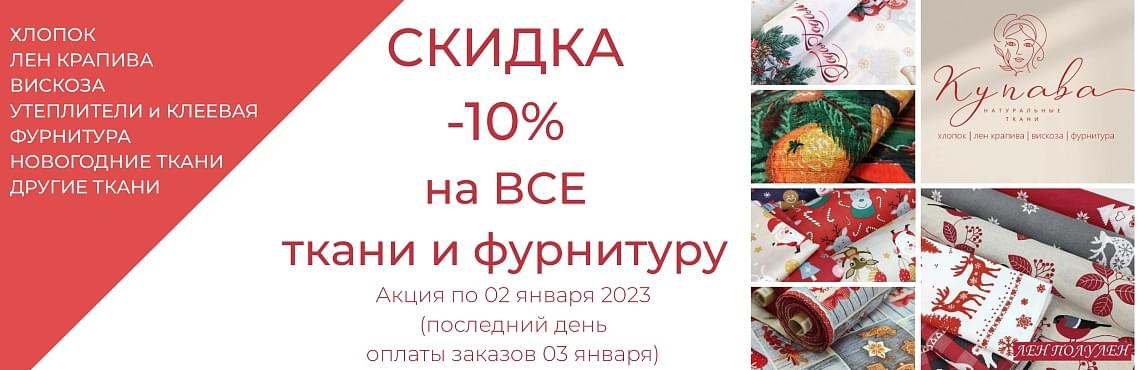 ХЛОПОК
ЛЕН КРАПИВА
ВИСКОЗА
УТЕПЛИТЕЛИ и КЛЕЕВАЯ
ФУРНИТУРА
НОВОГОДНИЕ ТКАНИ
ДРУГИЕ ТКАНИ
СКИДКА
-10%
на ВСЕ
ткани и фурнитуру
Акция по 02 января 2023
(последний день
оплаты заказов 03 января)
Купава
НАТУРАЛЬНЫЕ
ТКАНИ
хлопок | лен крапива | вискоза | фурнитура
ЛЕН ПОЛУЛЕН